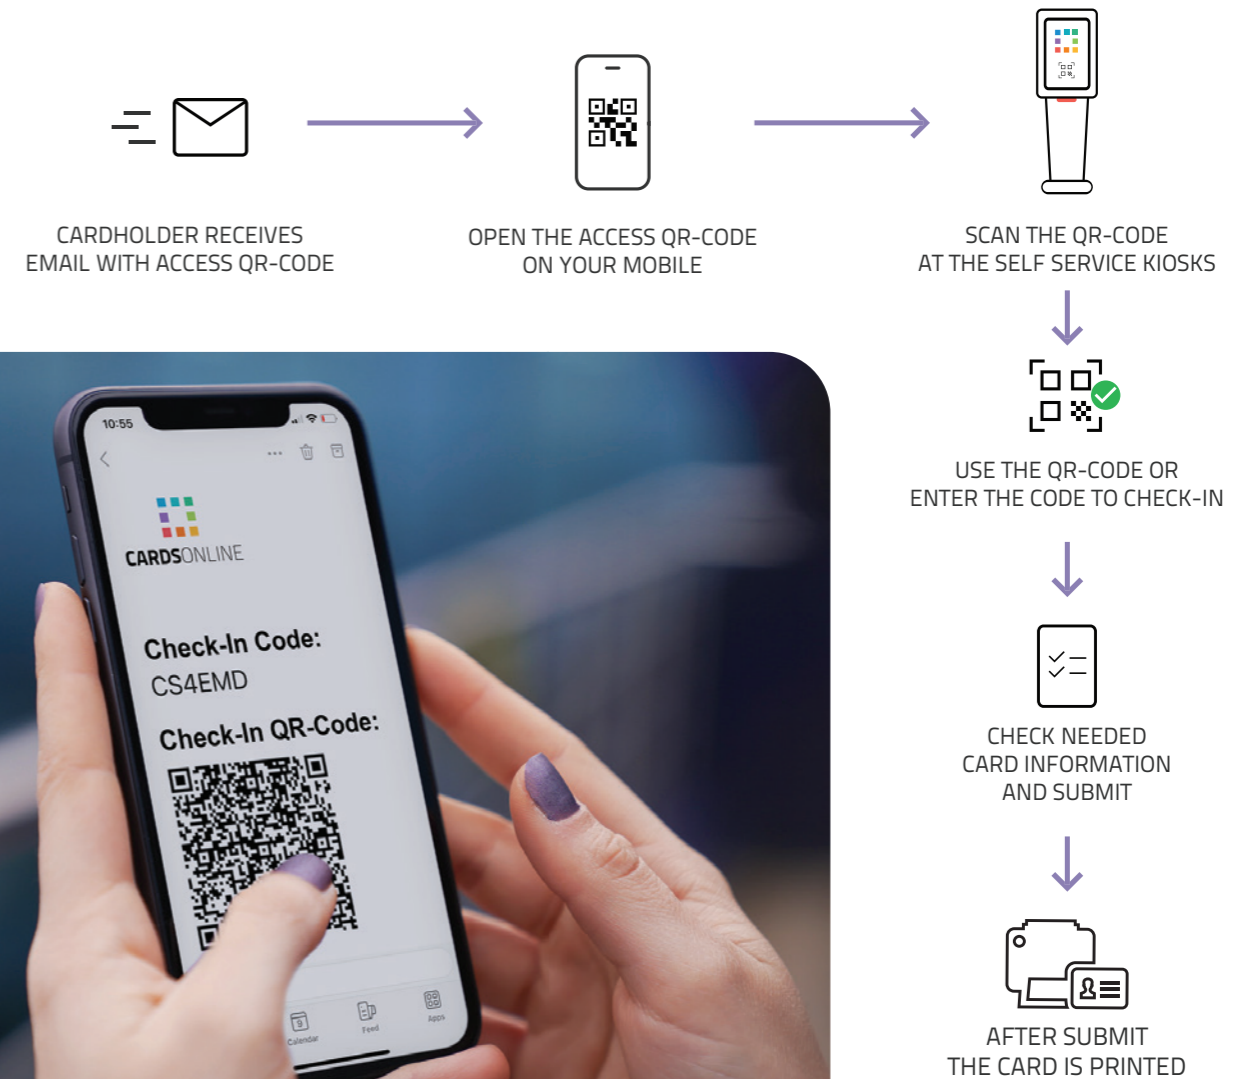 CARDHOLDER RECEIVES
EMAIL WITH ACCESS QR-CODE
OPEN THE ACCESS QR-CODE
ON YOUR MOBILE
SCAN THE QR-CODE
AT THE SELF SERVICE KIOSKS
USE THE QR-CODE OR
ENTER THE CODE TO CHECK-IN
CHECK NEEDED
CARD INFORMATION
AND SUBMIT
AFTER SUBMIT
THE CARD IS PRINTED
10:55
CARDSONLINE
Check-In Code:
CS4EMD
Check-In QR-Code:
9
Calendar
Feed
Apps